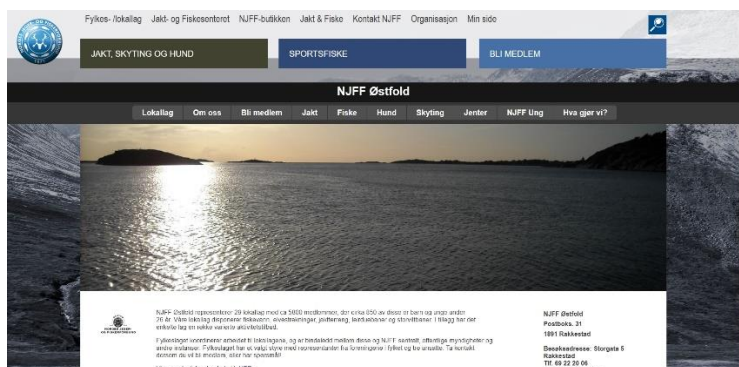 Fylkes- /lokallag Jakt- og Fiskesenteret NJFF-butikken Jakt & Fiske Kontakt NJFF Organisasjon Min side
JAKT, SKYTING OG HUND
SPORTSFISKE
BLI MEDLEM
NJFF Østfold
Lokallag Om oss Bli medlem Jakt Fiske Hund Skyting Jenter NJFF Ung Hva gjør vi?
NJFF Østfold representerer 29 lokallag med ca 5000 medlemmer, der cirka 850 av disse er barn og unge under
26 år. Våre lokallag disponerer fiskevann, elvestrekninger, jaktterreng, leirduebaner og storviltbaner. I tillegg har det
enkelte lag en rekke varierte aktivitetstilbud.
Fylkeslaget koordinerer arbeidet til lokallagene, og er bindeledd mellom disse og NJFF sentralt, offentlige myndigheter og
andre instanser. Fylkeslaget har et valgt styre med representanter fra foreningene i fylket og tre ansatte. Ta kontakt
dersom du vil bli medlem, eller har spørsmål!
NJFF Østfold
Postboks. 31
1891 Rakkestad
Besøksadresse: Storgata 5
Rakkestad
Tlf. 69 22 20 06